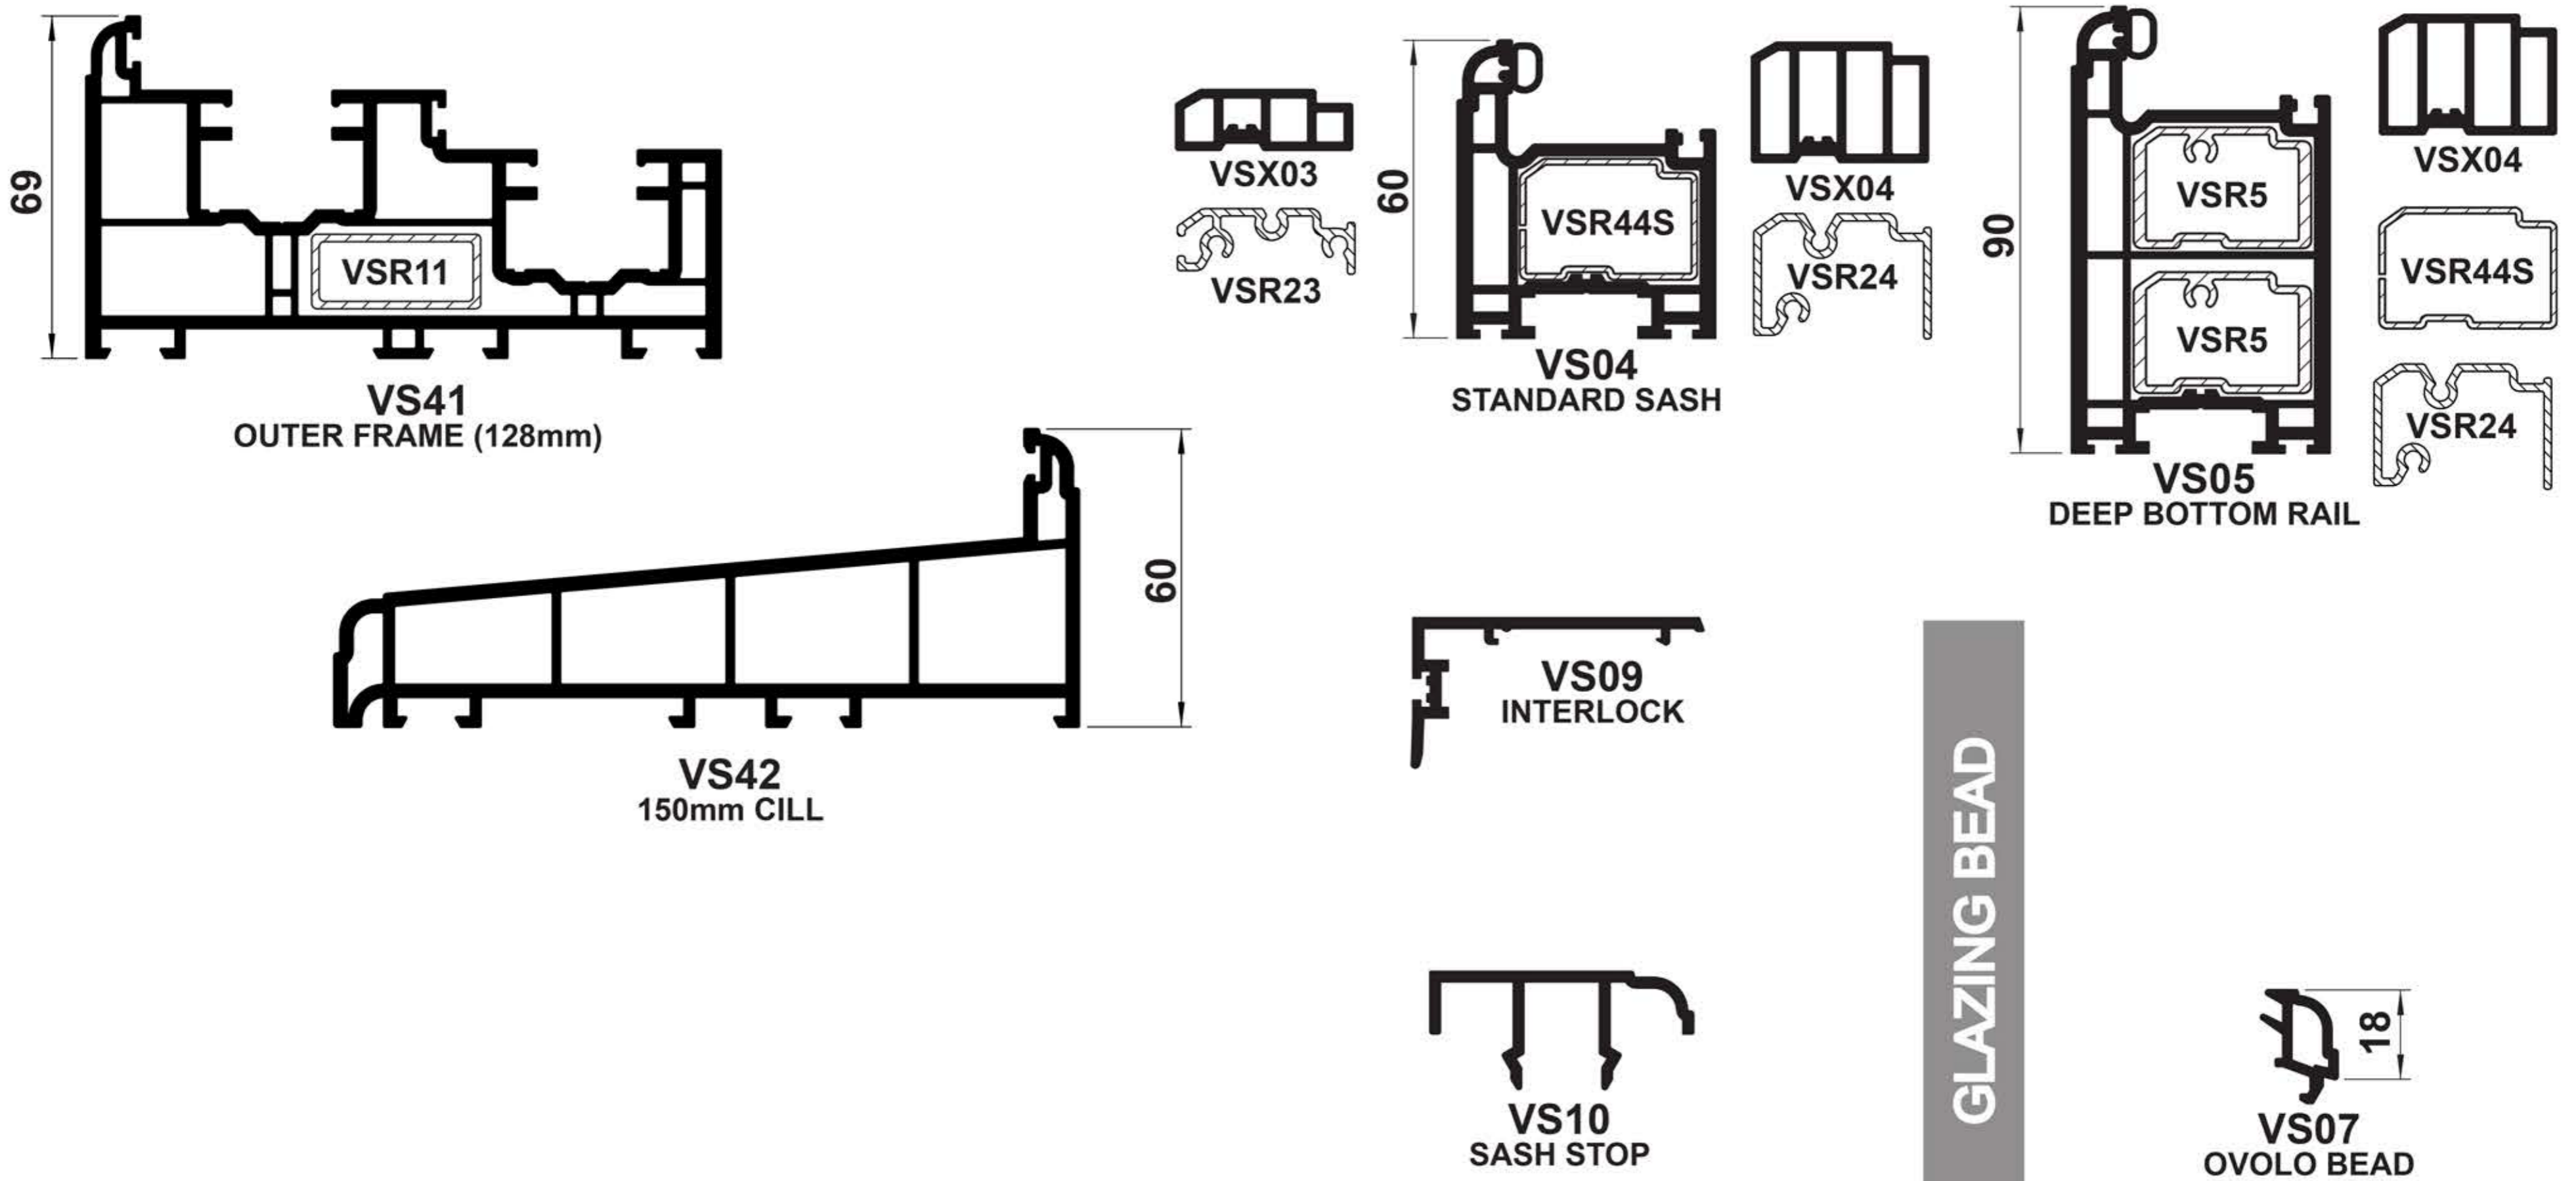 69
VSR11
VS41
OUTER FRAME (128mm)
60
VS42
150mm CILL
VSX03
VSR23
60
VSR44S
VS04
STANDARD SASH
VSX04
VSR24
90
VSR5
VSR5
VS05
DEEP BOTTOM RAIL
VSX04
VSR44S
VSR24
VS09
INTERLOCK
VS10
SASH STOP
GLAZING BEAD
18
VS07
OVOLO BEAD